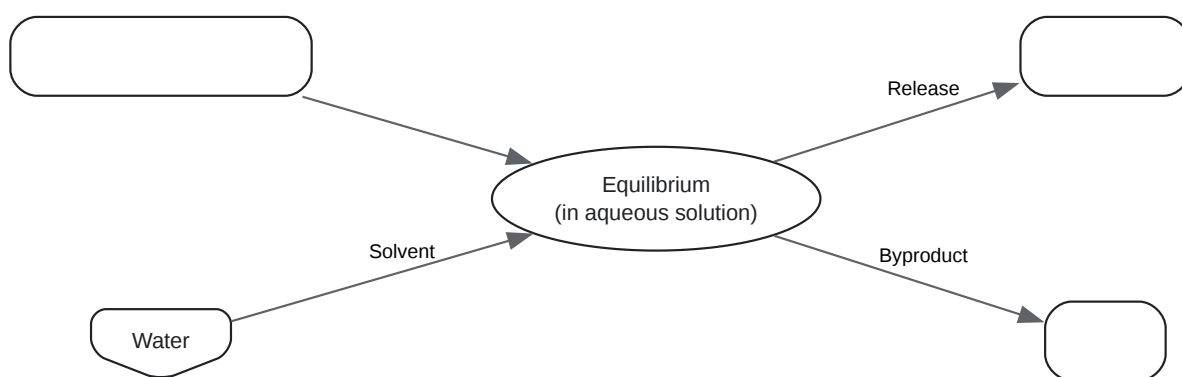 Release
Equilibrium
(in aqueous solution)
Solvent
Byproduct
Water